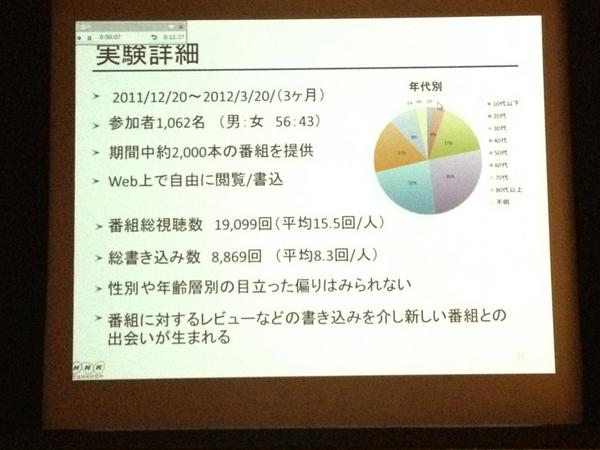 0:00:07
0:12:37
実験詳細
➢ 2011/12/20～2012/3/20/（3ヶ月）
➢ 参加者1,062名 （男：女 56：43）
➢ 期間中約2,000本の番組を提供
➢ Web上で自由に閲覧/書込
➢ 番組総視聴数 19,099回（平均15.5回/人）
➢ 総書き込み数 8,869回 （平均8.3回/人）
➢ 性別や年齢層別の目立った偏りはみられない
➢ 番組に対するレビューなどの書き込みを介し新しい番組との
出会いが生まれる
年代別
10代以下
20代
30代
40代
50代
60代
70代
80代以上
不明
NHK